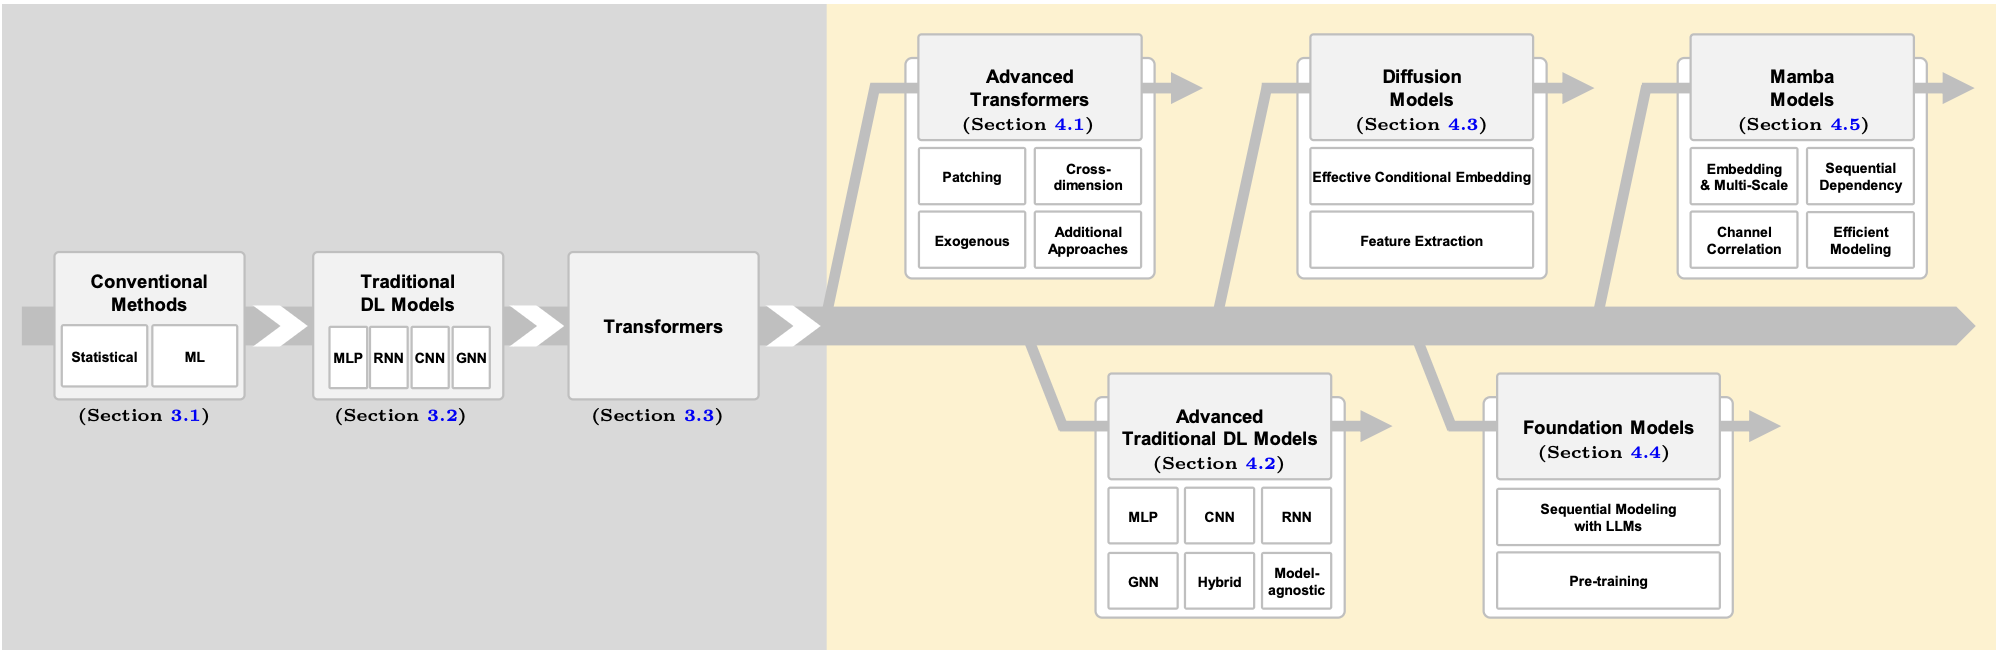 Conventional
Methods
Statistical
ML
(Section 3.1)
Traditional
DL Models
MLP
RNN
CNN
GNN
(Section 3.2)
Transformers
(Section 3.3)
Advanced
Transformers
(Section 4.1)
Patching
Cross-
dimension
Exogenous
Additional
Approaches
Advanced
Traditional DL Models
(Section 4.2)
MLP
CNN
RNN
GNN
Hybrid
Model-
agnostic
Diffusion
Models
(Section 4.3)
Effective Conditional Embedding
Feature Extraction
Foundation Models
(Section 4.4)
Sequential Modeling
with LLMs
Pre-training
Mamba
Models
(Section 4.5)
Embedding
& Multi-Scale
Sequential
Dependency
Channel
Correlation
Efficient
Modeling